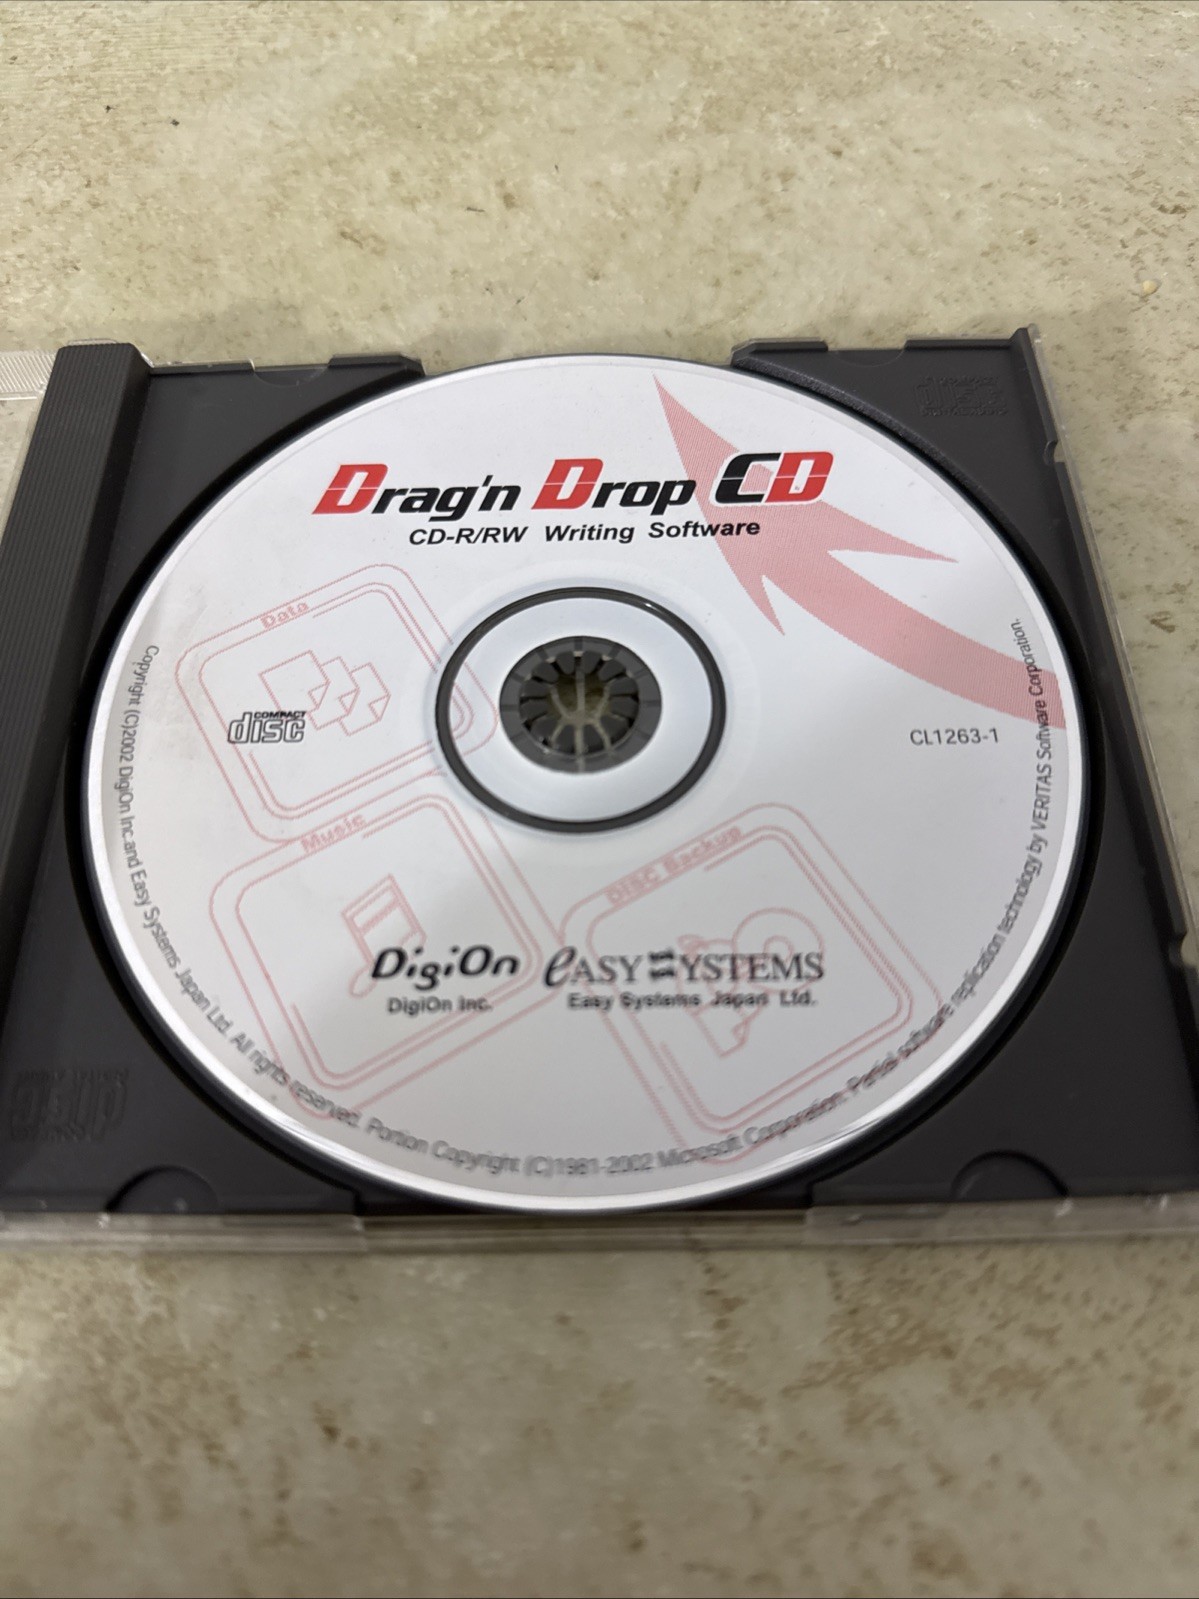 Drag'n Drop CD
CD-R/RW Writing Software
Data
COMPACT
disc
CL1263-1
Music
Disc Backup
DigiOn
DigiOn Inc.
eASY SYSTEMS
Easy Systems Japan Ltd.
Copyright (C)2002 DigiOn Inc.and Easy Systems Japan Ltd. All rights reserved. Portion Copyright (C)1981-2002 Microsoft Corporation. Partial software replication technology by VERITAS Software Corporation.